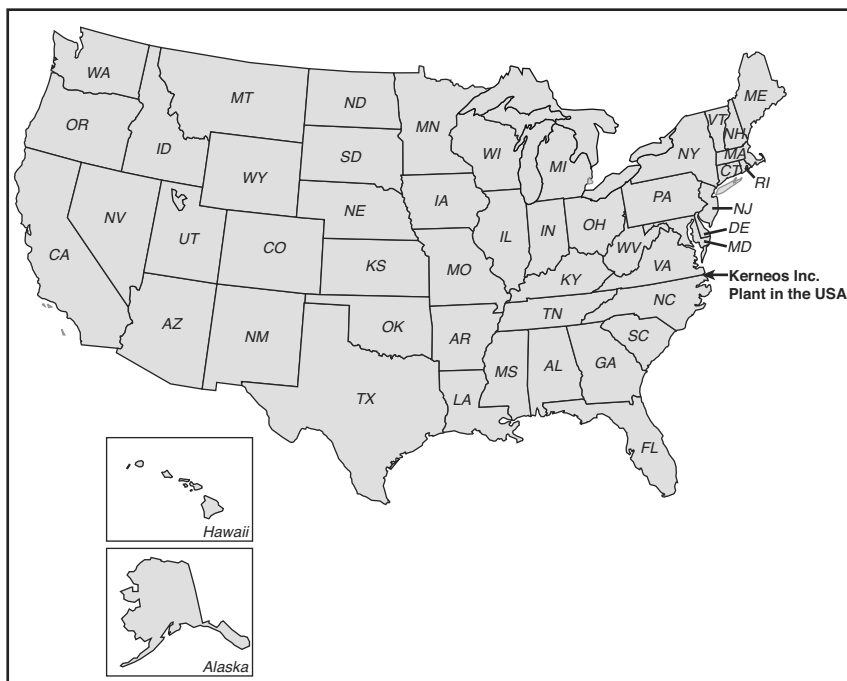 WA
MT
ND
MN
ME
OR
ID
SD
WI
MI
VT
NH
NY
MA
CT
RI
WY
NE
IA
PA
NJ
NV
UT
CO
IL
IN
OH
DE
MD
CA
KS
MO
WV
VA
KY
Kerneos Inc.
Plant in the USA
NC
TN
AZ
NM
OK
AR
SC
MS
AL
GA
TX
LA
FL
Hawaii
Alaska